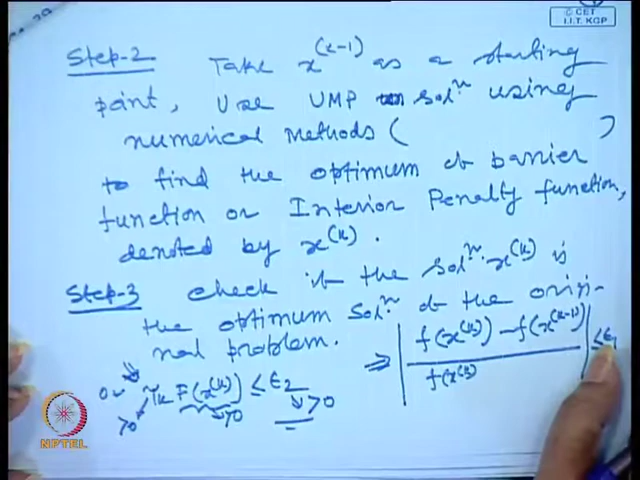 © CET
I.I.T. KGP
Step-2 Take x^(k-1) as a starting
point, Use UMP soln using
numerical Methods ( )
to find the optimum of barrier
function or Interior Penalty function,
denoted by x^(k).
Step-3 check if the soln. x^(k) is
the optimum soln. of the origi-
nal problem. ⇒ | f(x^(k)) - f(x^(k-1)) / f(x^(k)) | ≤ ε1
or γk F(x^(k)) ≤ ε2
>0 >0 >0
NPTEL